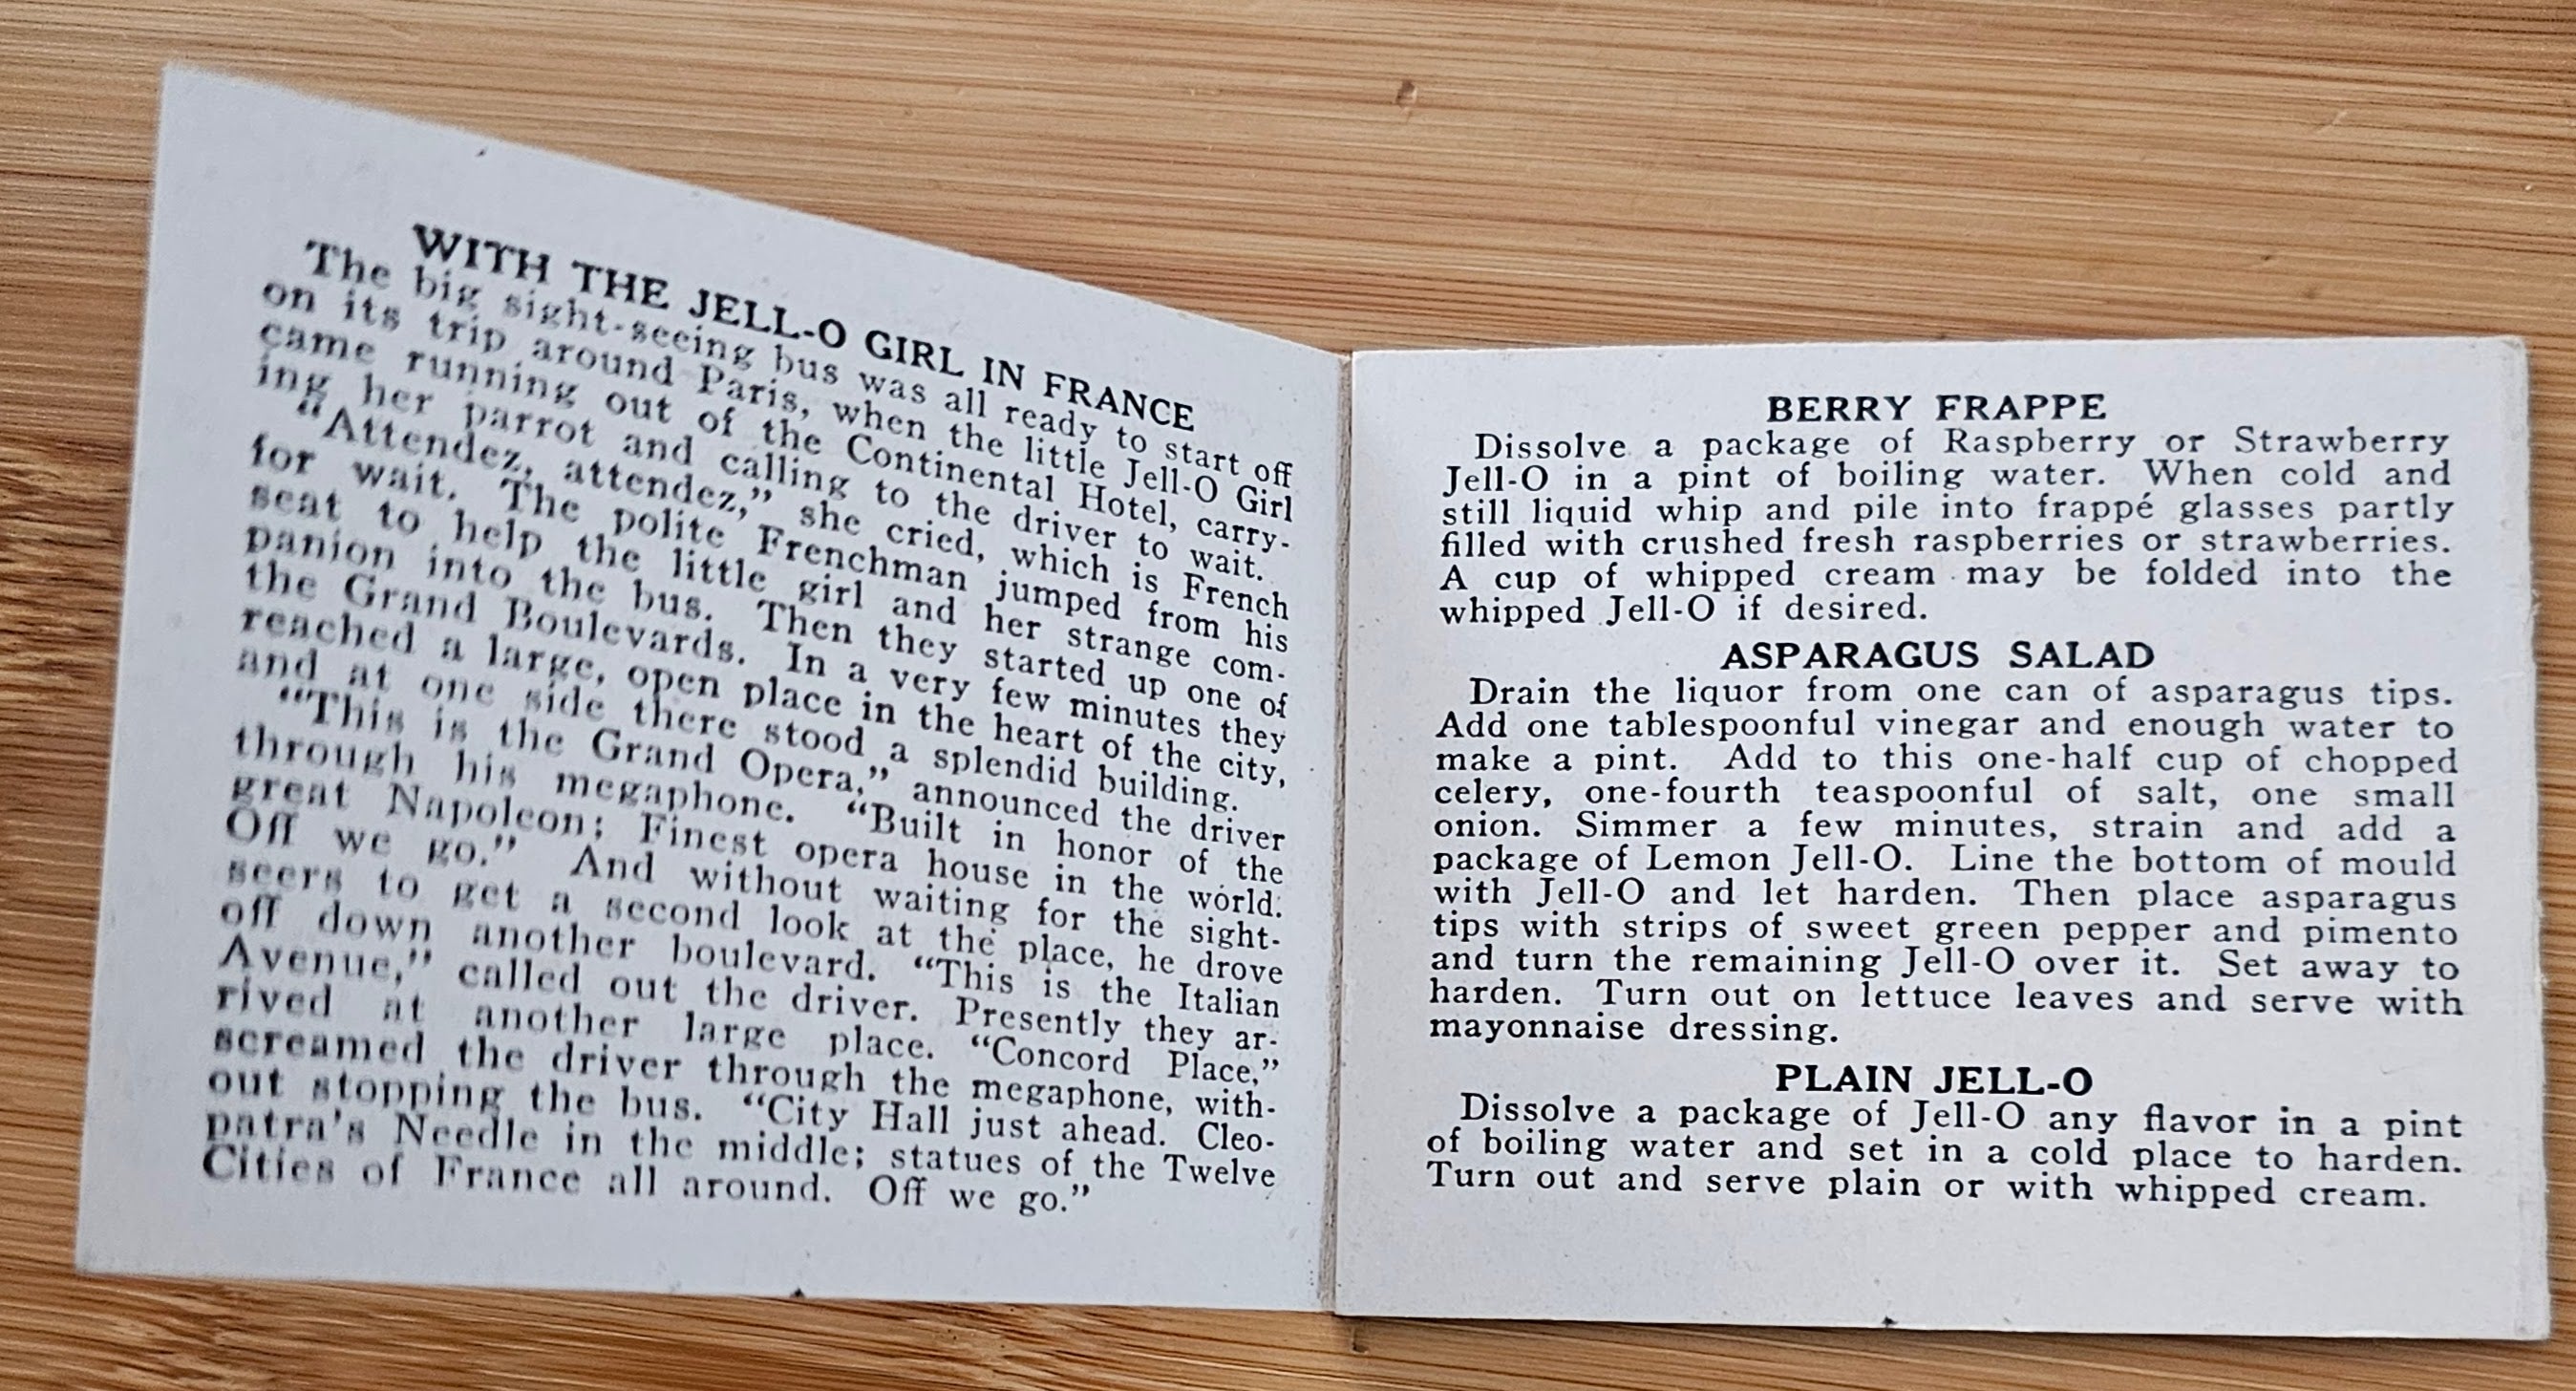 WITH THE JELL-O GIRL IN FRANCE
The big sight-seeing bus was all ready to start off
on its trip around Paris, when the little Jell-O Girl
came running out of the Continental Hotel, carry-
ing her parrot and calling to the driver to wait.
"Attendez, attendez," she cried, which is French
for wait. The polite Frenchman jumped from his
seat to help the little girl and her strange com-
panion into the bus. Then they started up one of
the Grand Boulevards. In a very few minutes they
reached a large, open place in the heart of the city,
and at one side there stood a splendid building.
"This is the Grand Opera," announced the driver
through his megaphone. "Built in honor of the
great Napoleon; Finest opera house in the world.
Off we go." And without waiting for the sight-
seers to get a second look at the place, he drove
off down another boulevard. "This is the Italian
Avenue," called out the driver. Presently they ar-
rived at another large place. "Concord Place,"
screamed the driver through the megaphone, with-
out stopping the bus. "City Hall just ahead. Cleo-
patra's Needle in the middle; statues of the Twelve
Cities of France all around. Off we go."
BERRY FRAPPE
Dissolve a package of Raspberry or Strawberry
Jell-O in a pint of boiling water. When cold and
still liquid whip and pile into frappé glasses partly
filled with crushed fresh raspberries or strawberries.
A cup of whipped cream may be folded into the
whipped Jell-O if desired.
ASPARAGUS SALAD
Drain the liquor from one can of asparagus tips.
Add one tablespoonful vinegar and enough water to
make a pint. Add to this one-half cup of chopped
celery, one-fourth teaspoonful of salt, one small
onion. Simmer a few minutes, strain and add a
package of Lemon Jell-O. Line the bottom of mould
with Jell-O and let harden. Then place asparagus
tips with strips of sweet green pepper and pimento
and turn the remaining Jell-O over it. Set away to
harden. Turn out on lettuce leaves and serve with
mayonnaise dressing.
PLAIN JELL-O
Dissolve a package of Jell-O any flavor in a pint
of boiling water and set in a cold place to harden.
Turn out and serve plain or with whipped cream.